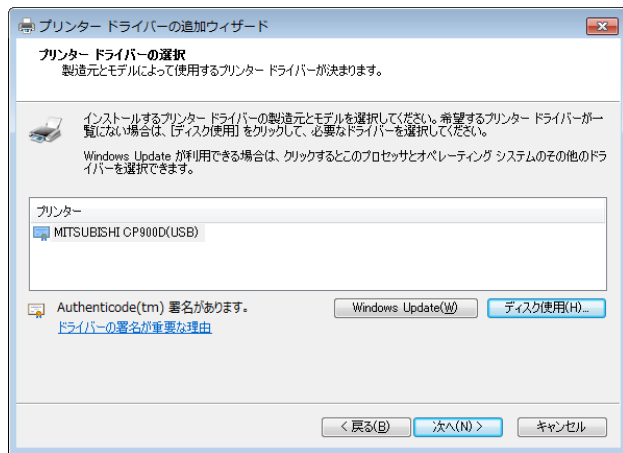 プリンター ドライバーの追加ウィザード
プリンター ドライバーの選択
製造元とモデルによって使用するプリンター ドライバーが決まります。
インストールするプリンター ドライバーの製造元とモデルを選択してください。希望するプリンター ドライバーが一
覧にない場合は、[ディスク使用] をクリックして、必要なドライバーを選択してください。
Windows Update が利用できる場合は、クリックするとこのプロセッサとオペレーティング システムのその他のドラ
イバーを選択できます。
プリンター
MITSUBISHI CP900D(USB)
Authenticode(tm) 署名があります。
Windows Update(W)
ディスク使用(H)...
ドライバーの署名が重要な理由
< 戻る(B)
次へ(N) >
キャンセル